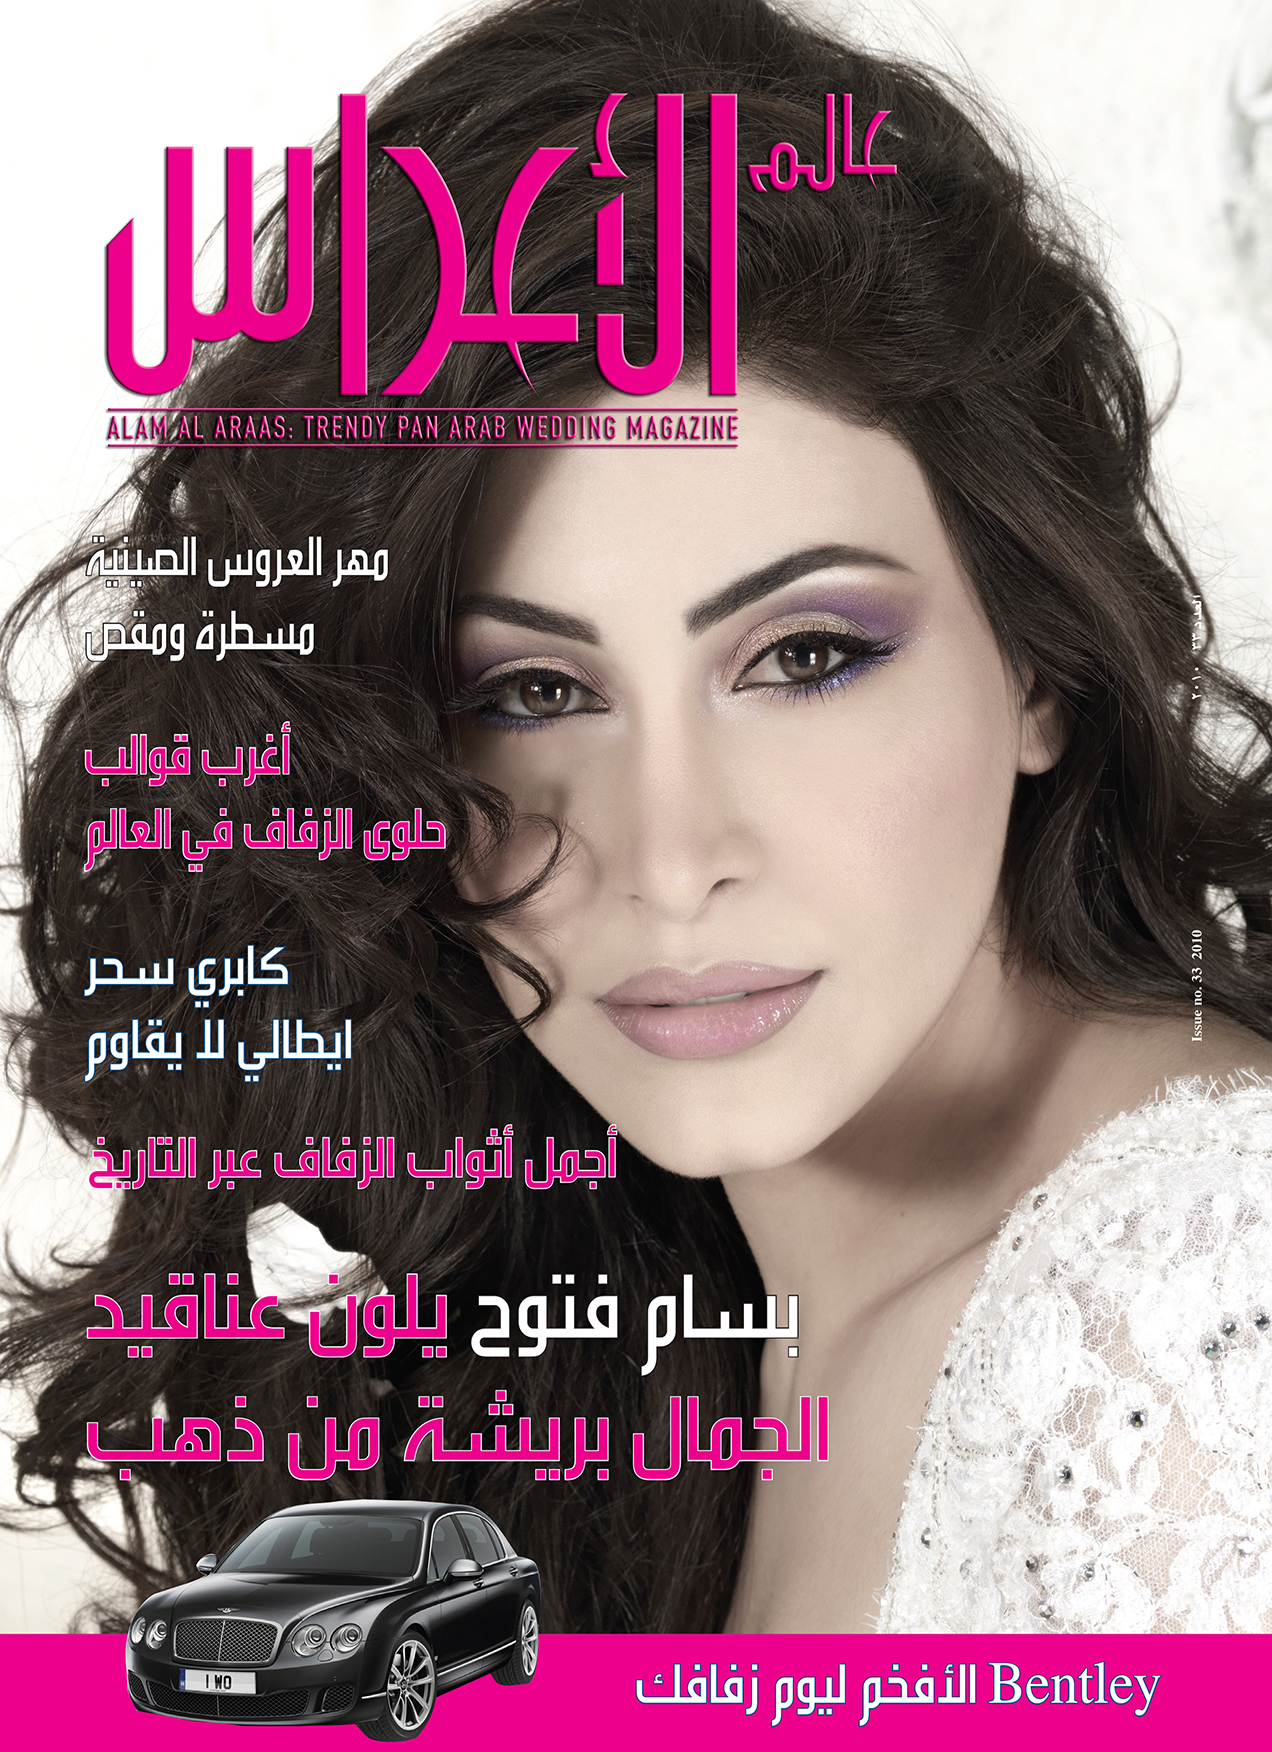 عالم
الأعراس
ALAM AL ARAAS: TRENDY PAN ARAB WEDDING MAGAZINE
مهر العروس الصينية
مسطرة ومقص
أغرب قوالب
حلوى الزفاف في العالم
كابري سحر
ايطالي لا يقاوم
أجمل أثواب الزفاف عبر التاريخ
بسام فتوح يلون عناقيد
الجمال بريشة من ذهب
العدد ٣٣ ٢٠١٠
Issue no. 33 2010
1 WO
Bentley الأفخم ليوم زفافك